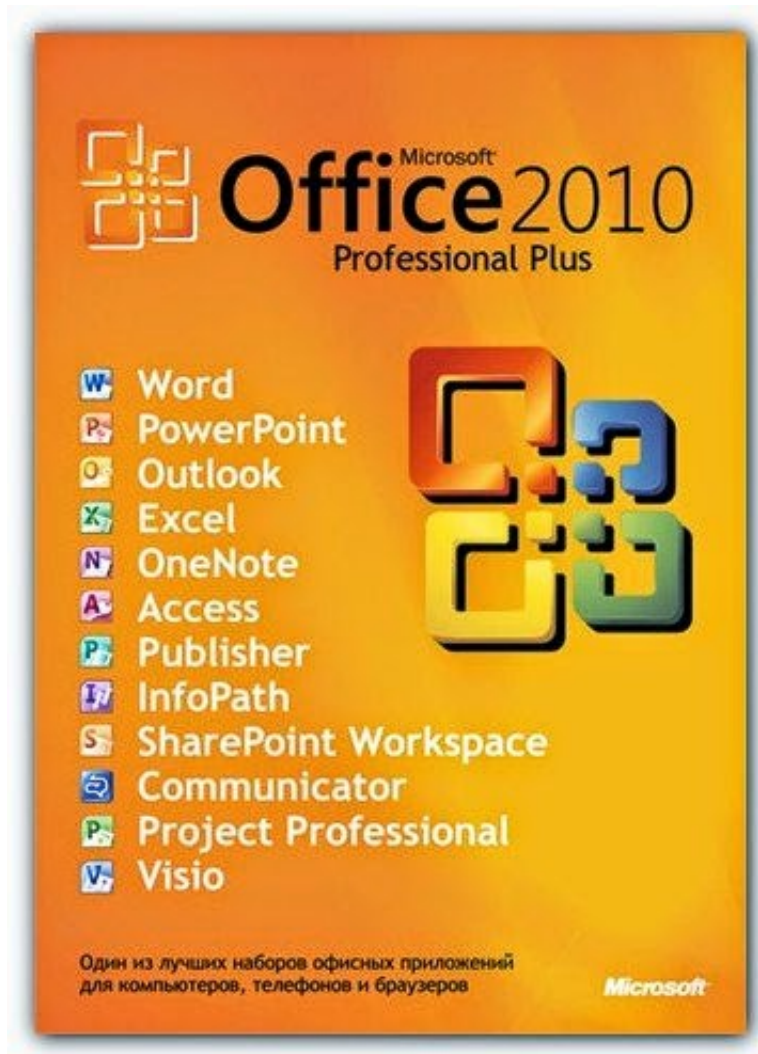 Microsoft
Office 2010
Professional Plus
Word
PowerPoint
Outlook
Excel
OneNote
Access
Publisher
InfoPath
SharePoint Workspace
Communicator
Project Professional
Visio
Один из лучших наборов офисных приложений
для компьютеров, телефонов и браузеров
Microsoft